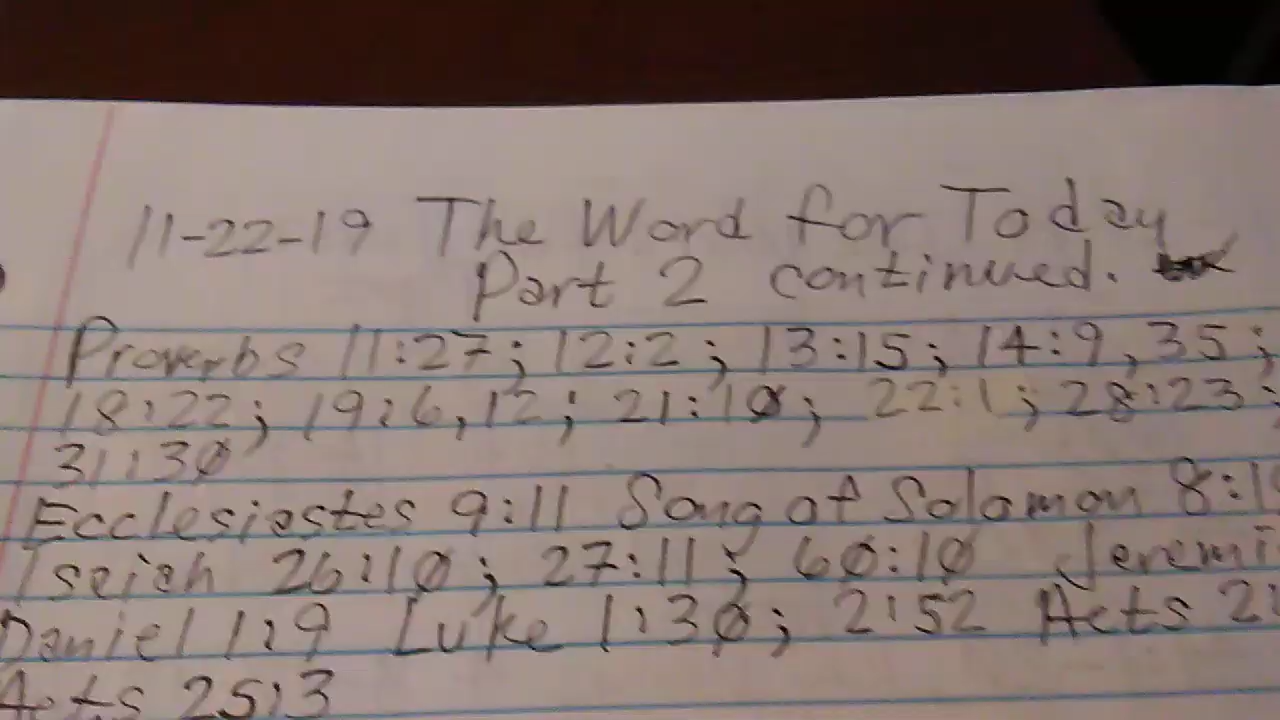 11-22-19 The Word for Today
Part 2 continued.
Proverbs 11:27; 12:2; 13:15; 14:9, 35;
18:22; 19:6, 12; 21:10; 22:1; 28:23;
31:30
Ecclesiastes 9:11 Song of Solomon 8:1
Isaiah 26:10; 27:11; 60:10 Jeremi
Daniel 1:9 Luke 1:30; 2:52 Acts 2:
Acts 25:3